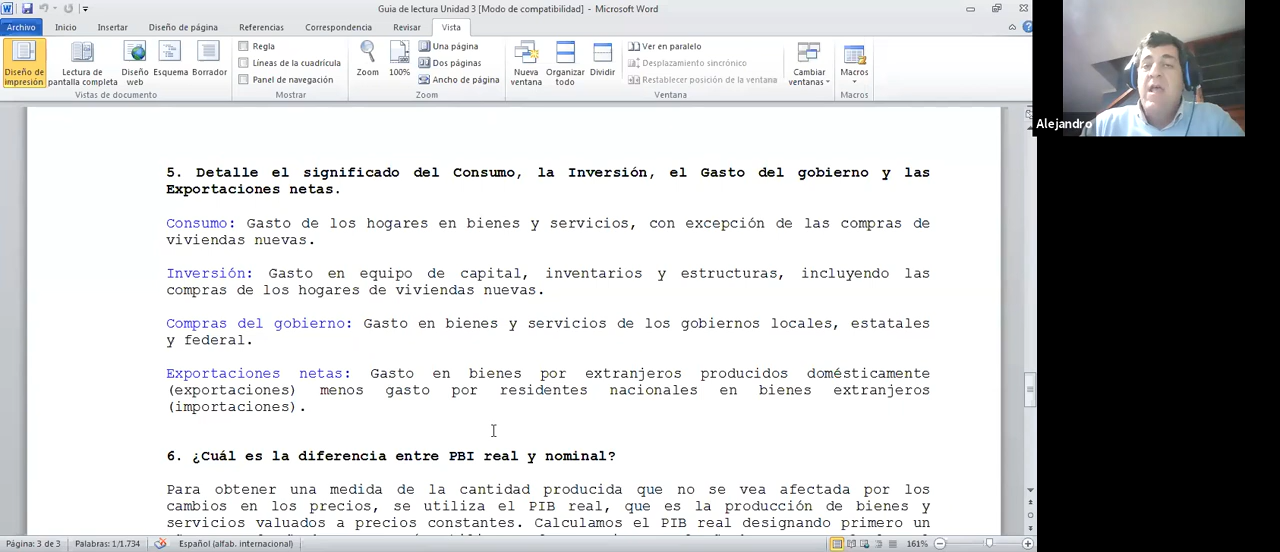 Guia de lectura Unidad 3 [Modo de compatibilidad] - Microsoft Word
Archivo Inicio Insertar Diseño de página Referencias Correspondencia Revisar Vista
Diseño de impresión
Lectura de pantalla completa
Diseño web
Esquema
Borrador
Vistas de documento
Regla
Líneas de la cuadrícula
Panel de navegación
Mostrar
Zoom
100%
Una página
Dos páginas
Ancho de página
Zoom
Nueva ventana
Organizar todo
Dividir
Ver en paralelo
Desplazamiento sincrónico
Restablecer posición de la ventana
Ventana
Cambiar ventanas
Macros
Macros
Alejandro
5. Detalle el significado del Consumo, la Inversión, el Gasto del gobierno y las
Exportaciones netas.
Consumo: Gasto de los hogares en bienes y servicios, con excepción de las compras de
viviendas nuevas.
Inversión: Gasto en equipo de capital, inventarios y estructuras, incluyendo las
compras de los hogares de viviendas nuevas.
Compras del gobierno: Gasto en bienes y servicios de los gobiernos locales, estatales
y federal.
Exportaciones netas: Gasto en bienes por extranjeros producidos domésticamente
(exportaciones) menos gasto por residentes nacionales en bienes extranjeros
(importaciones).
6. ¿Cuál es la diferencia entre PBI real y nominal?
Para obtener una medida de la cantidad producida que no se vea afectada por los
cambios en los precios, se utiliza el PIB real, que es la producción de bienes y
servicios valuados a precios constantes. Calculamos el PIB real designando primero un
Página: 3 de 3 Palabras: 1/1.734 Español (alfab. internacional) 161%